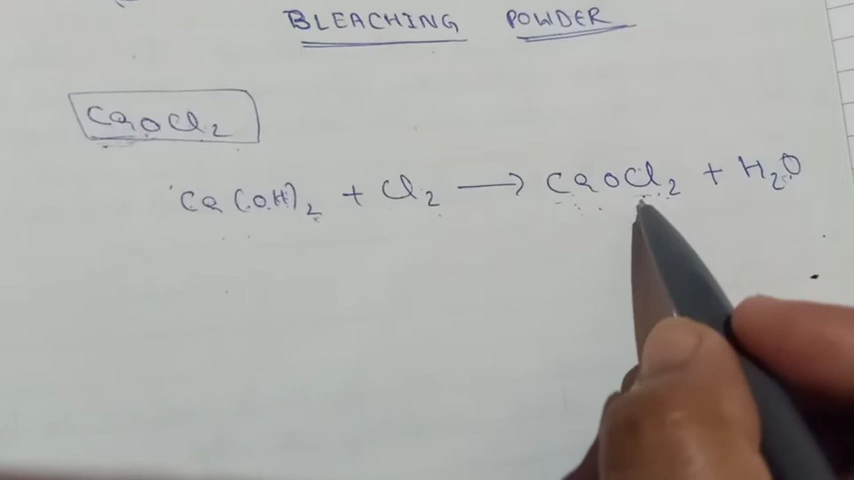 BLEACHING POWDER
CaOCl2
Ca(OH)2 + Cl2 → CaOCl2 + H2O